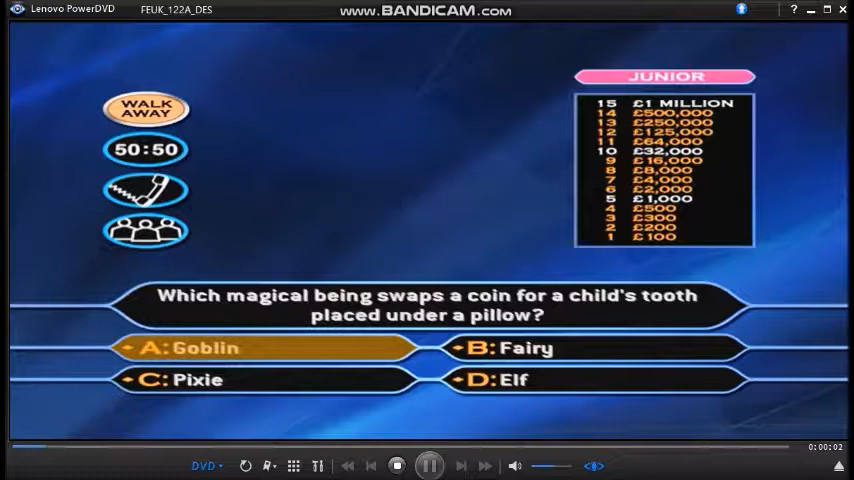 Lenovo PowerDVD
FEUK_122A_DES
www.BANDICAM.com
?
WALK AWAY
50:50
JUNIOR
15 £1 MILLION
14 £500,000
13 £250,000
12 £125,000
11 £64,000
10 £32,000
9 £16,000
8 £8,000
7 £4,000
6 £2,000
5 £1,000
4 £500
3 £300
2 £200
1 £100
Which magical being swaps a coin for a child's tooth
placed under a pillow?
A: Goblin
B: Fairy
C: Pixie
D: Elf
0:00:02
DVD